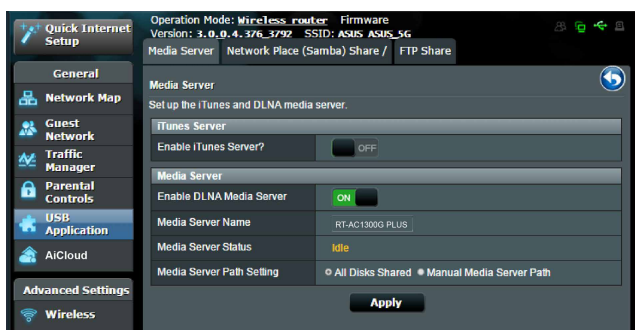 Quick Internet Setup
Operation Mode: Wireless router Firmware
Version: 3.0.0.4.376_3792 SSID: ASUS ASUS_5G
Media Server Network Place (Samba) Share / FTP Share
General
Network Map
Guest Network
Traffic Manager
Parental Controls
USB Application
AiCloud
Advanced Settings
Wireless
Media Server
Set up the iTunes and DLNA media server.
iTunes Server
Enable iTunes Server? OFF
Media Server
Enable DLNA Media Server ON
Media Server Name RT-AC1300G PLUS
Media Server Status Idle
Media Server Path Setting All Disks Shared Manual Media Server Path
Apply